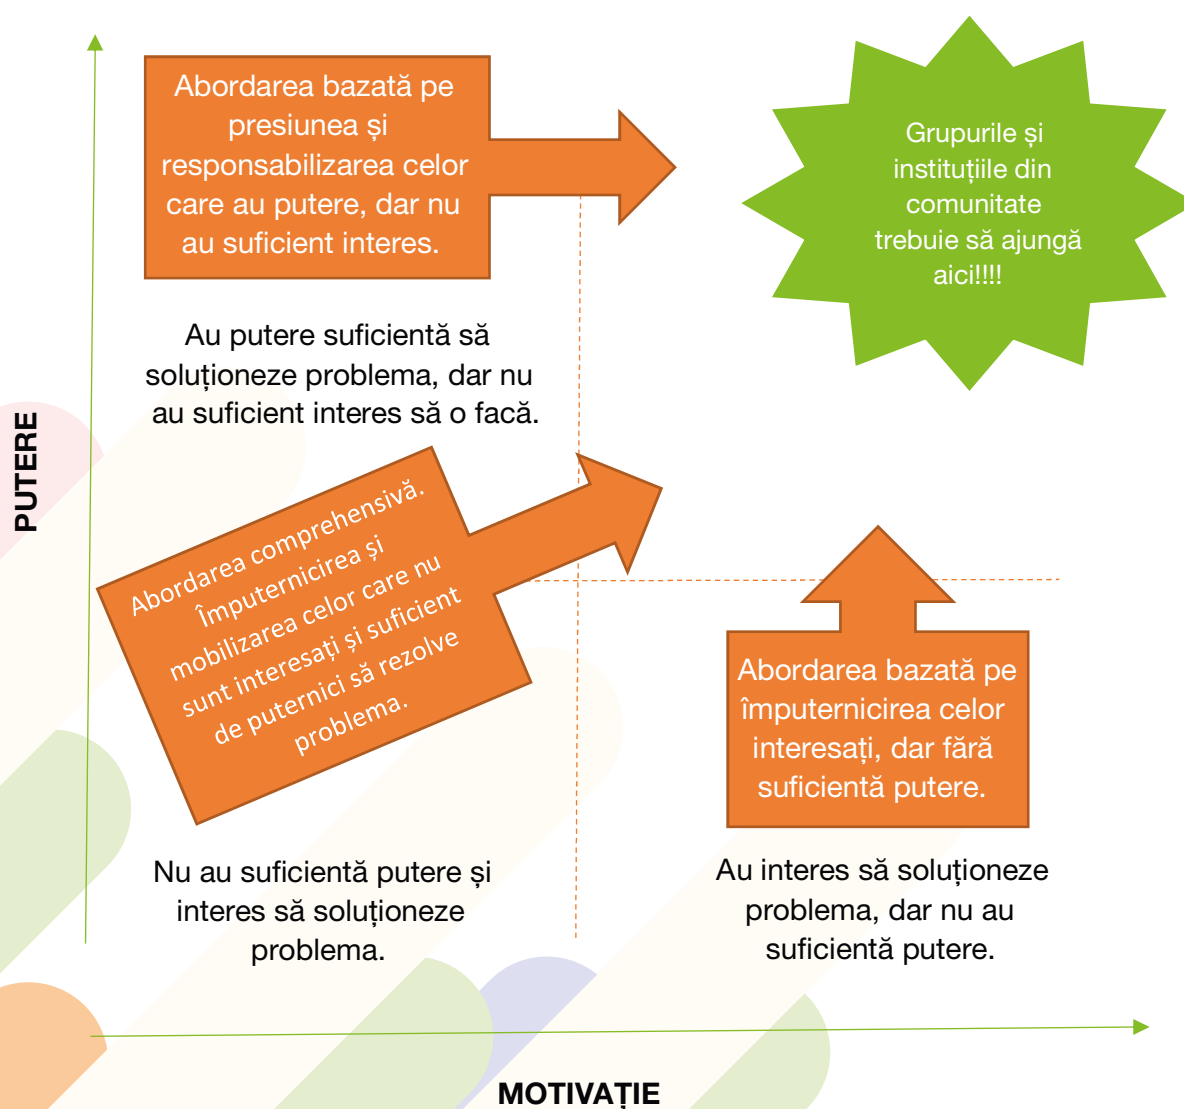 Abordarea bazată pe
presiunea și
responsabilizarea celor
care au putere, dar nu
au suficient interes.
Grupurile și
instituțiile din
comunitate
trebuie să ajungă
aici!!!!
Au putere suficientă să
soluționeze problema, dar nu
au suficient interes să o facă.
PUTERE
Abordarea comprehensivă.
Împuternicirea și
mobilizarea celor care nu
sunt interesați și suficient
de puternici să rezolve
problema.
Abordarea bazată pe
împuternicirea celor
interesați, dar fără
suficientă putere.
Nu au suficientă putere și
interes să soluționeze
problema.
Au interes să soluționeze
problema, dar nu au
suficientă putere.
MOTIVAȚIE